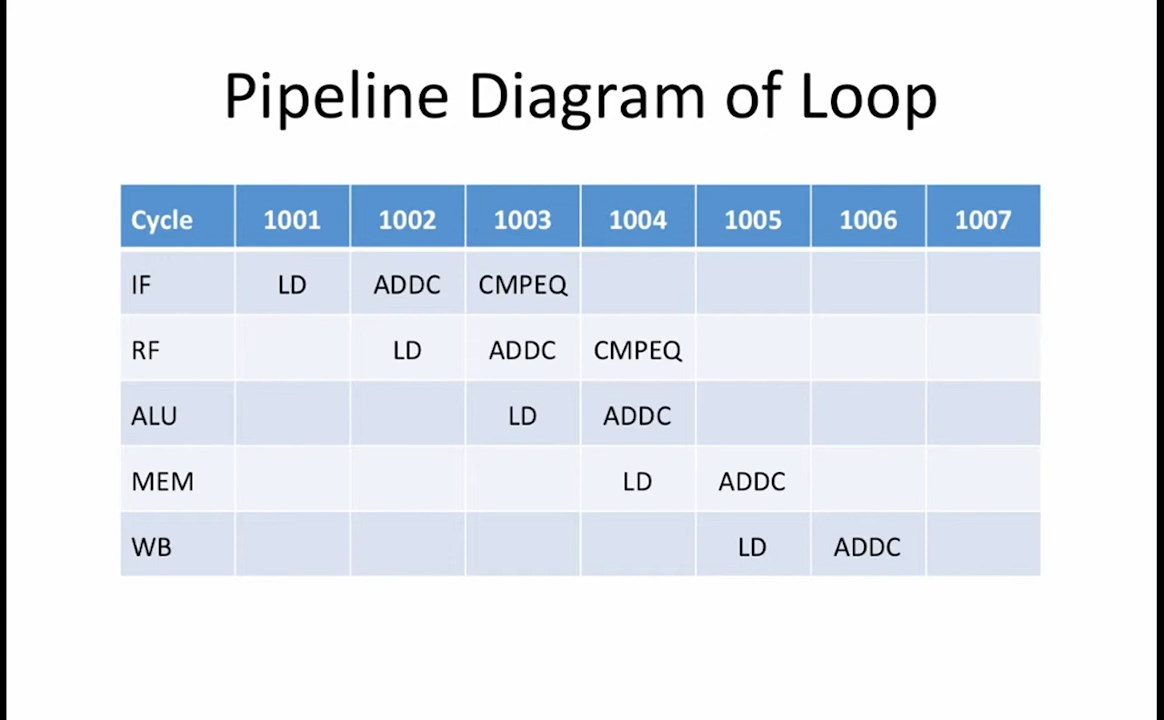 Pipeline Diagram of Loop
Cycle 1001 1002 1003 1004 1005 1006 1007
IF LD ADDC CMPEQ
RF LD ADDC CMPEQ
ALU LD ADDC
MEM LD ADDC
WB LD ADDC